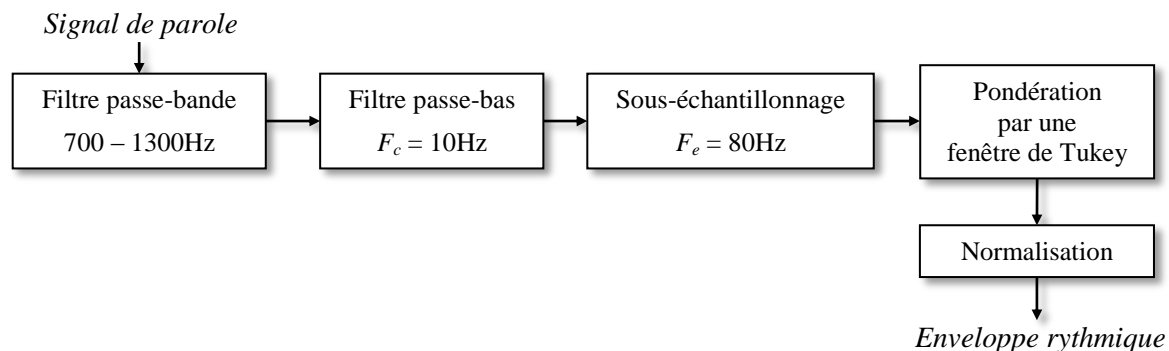 Signal de parole
Filtre passe-bande
700 – 1300Hz
Filtre passe-bas
Fc = 10Hz
Sous-échantillonnage
Fe = 80Hz
Pondération
par une
fenêtre de Tukey
Normalisation
Enveloppe rythmique